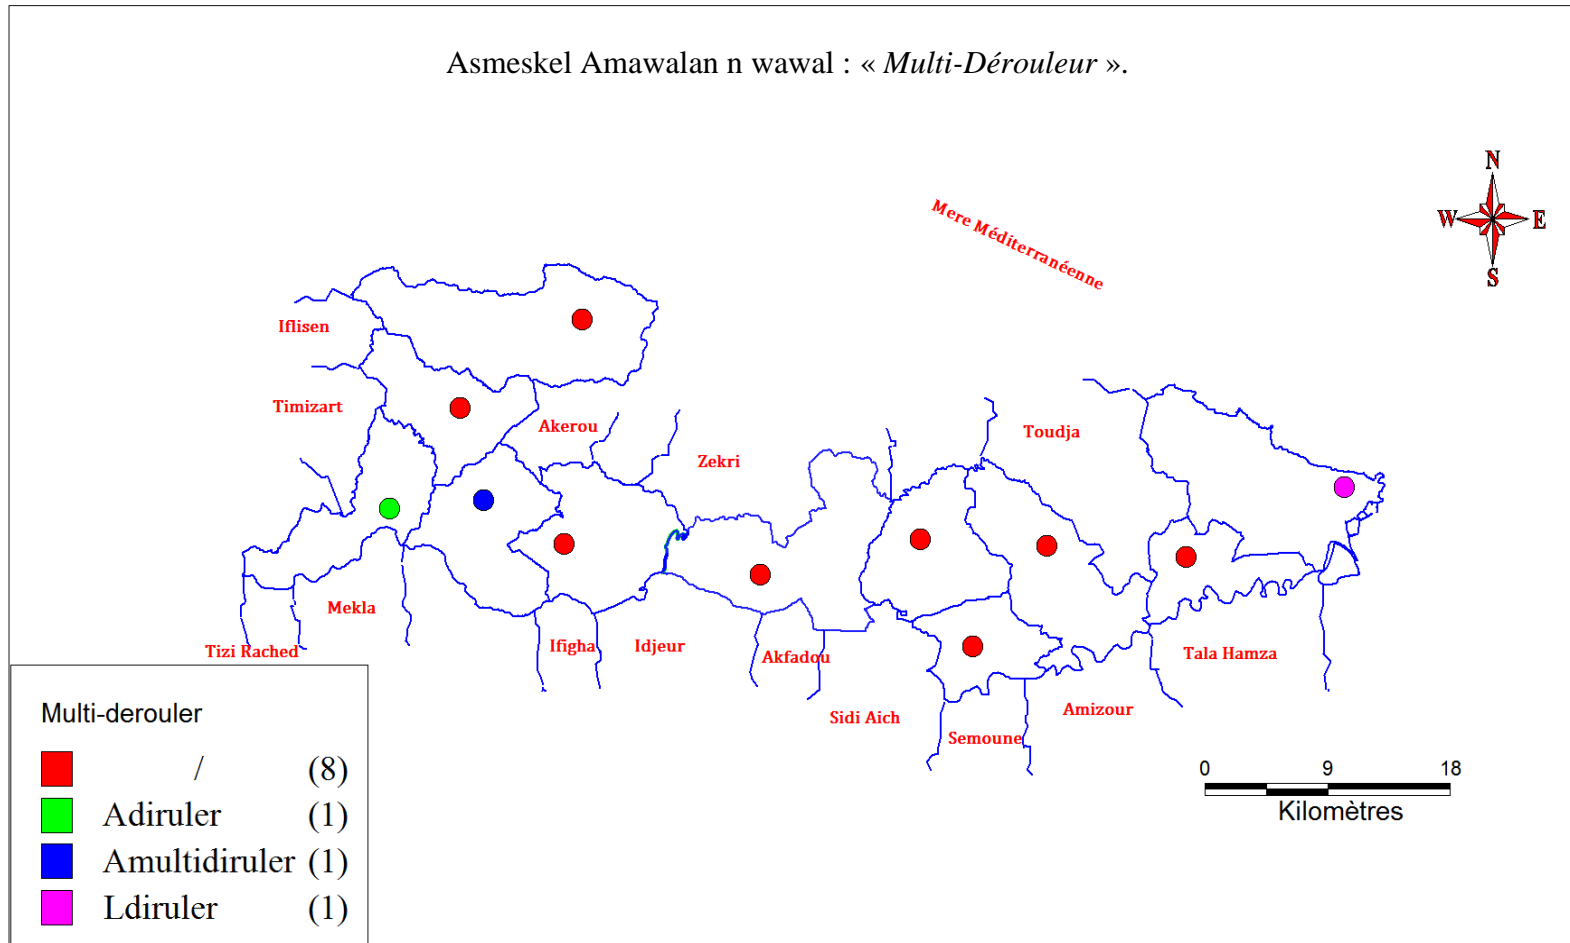 Asmeskel Amawalan n wawal : « Multi-Dérouleur ».
N
W E
S
Mere Méditerranéenne
Iflisen
Timizart
Akerou
Toudja
Zekri
Mekla
Tizi Rached
Ifigha
Idjeur
Akfadou
Tala Hamza
Sidi Aich
Amizour
Semoune
Multi-derouler
/ (8)
Adiruler (1)
Amultidiruler (1)
Ldiruler (1)
0 9 18
Kilomètres